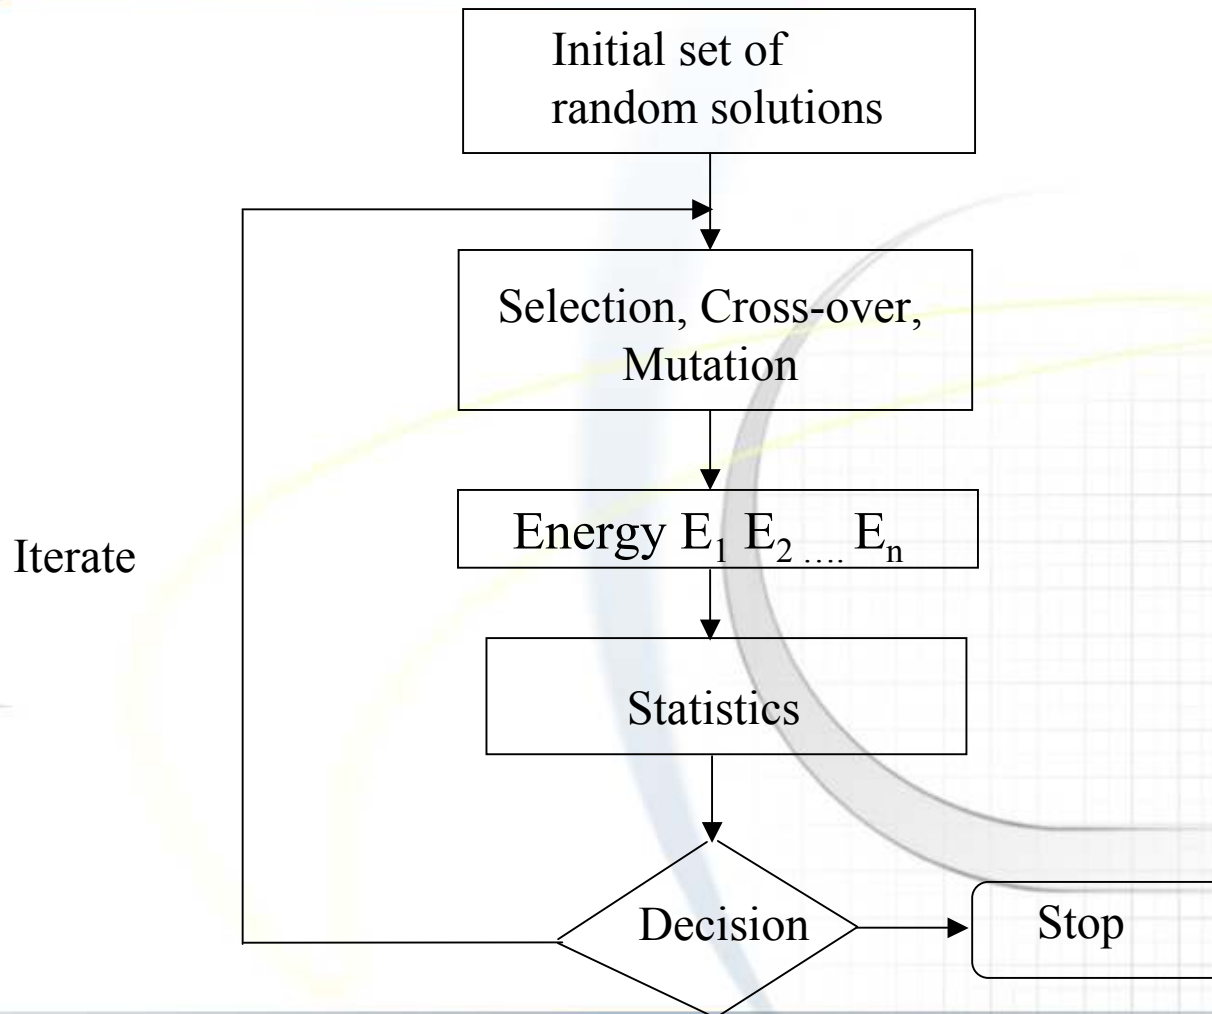 Initial set of
random solutions
Selection, Cross-over,
Mutation
Energy E₁ E₂ .... Eₙ
Iterate
Statistics
Decision
Stop